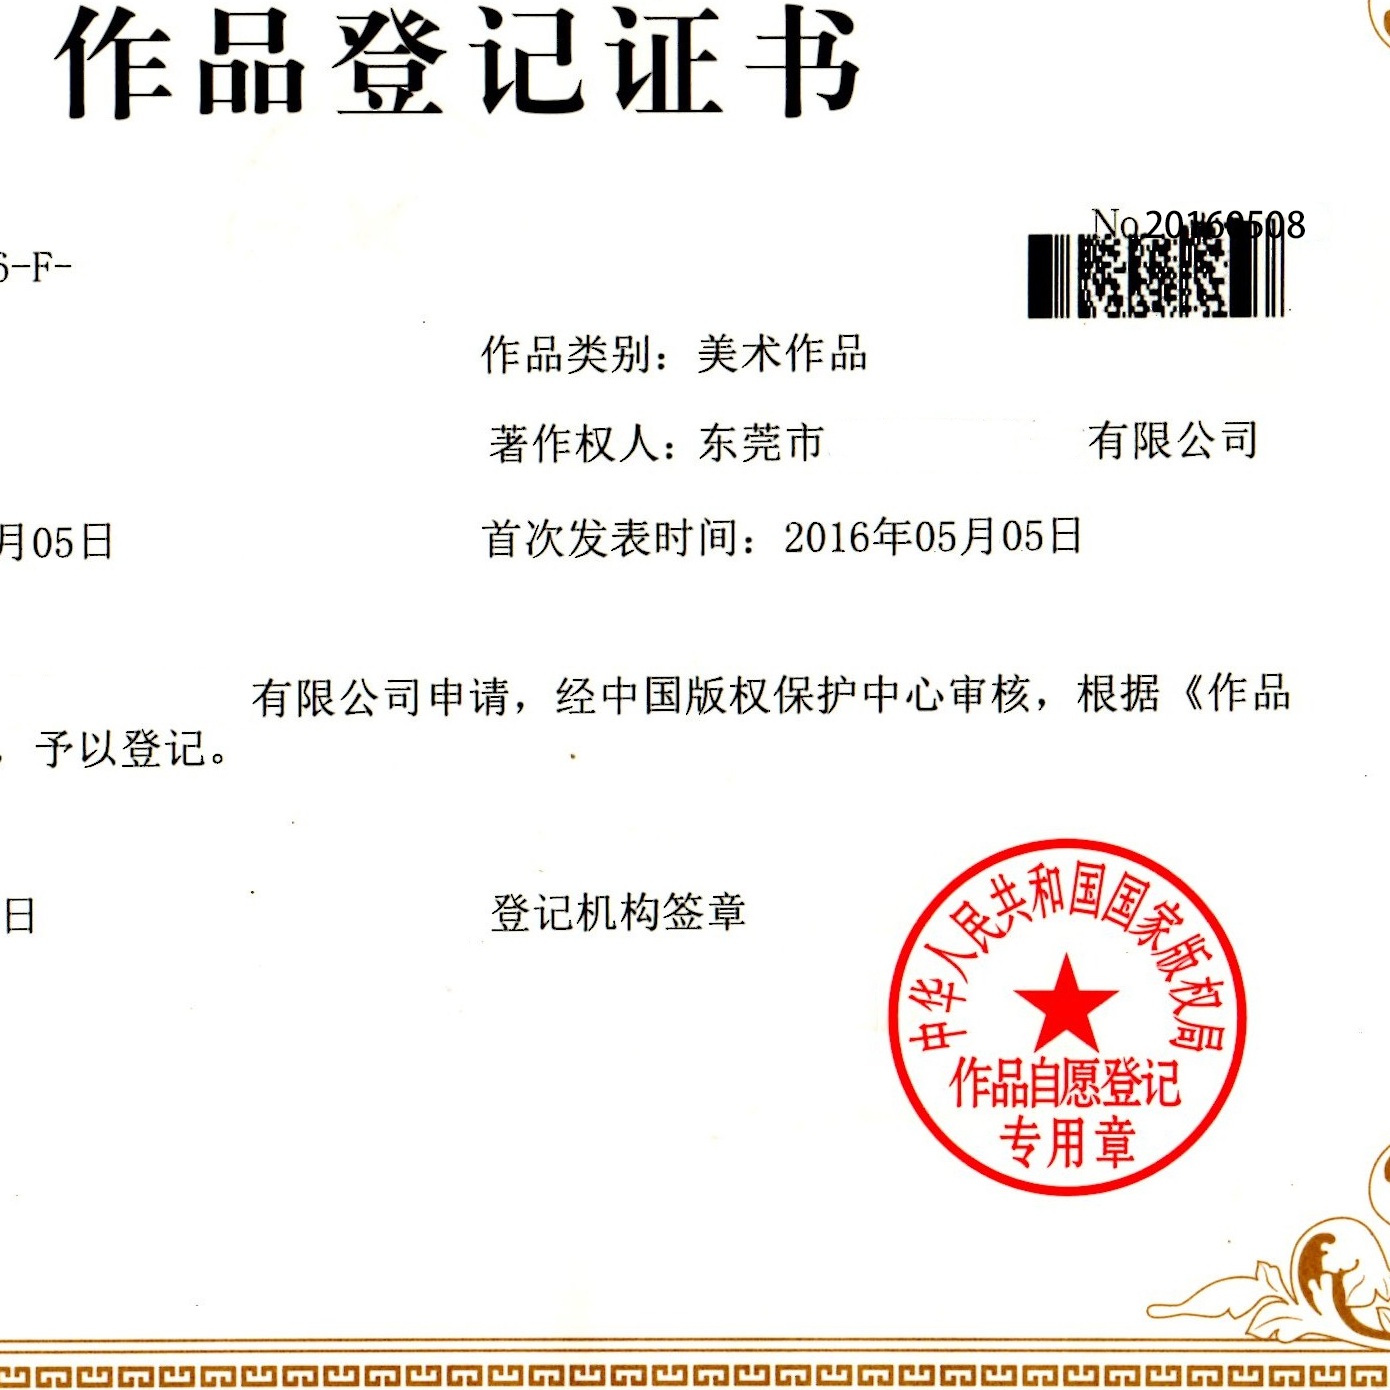 作品登记证书
No 20160508
6-F-
作品类别：美术作品
著作权人：东莞市 有限公司
月05日 首次发表时间：2016年05月05日
有限公司申请，经中国版权保护中心审核，根据《作品
，予以登记。
日 登记机构签章
中华人民共和国国家版权局
作品自愿登记
专用章